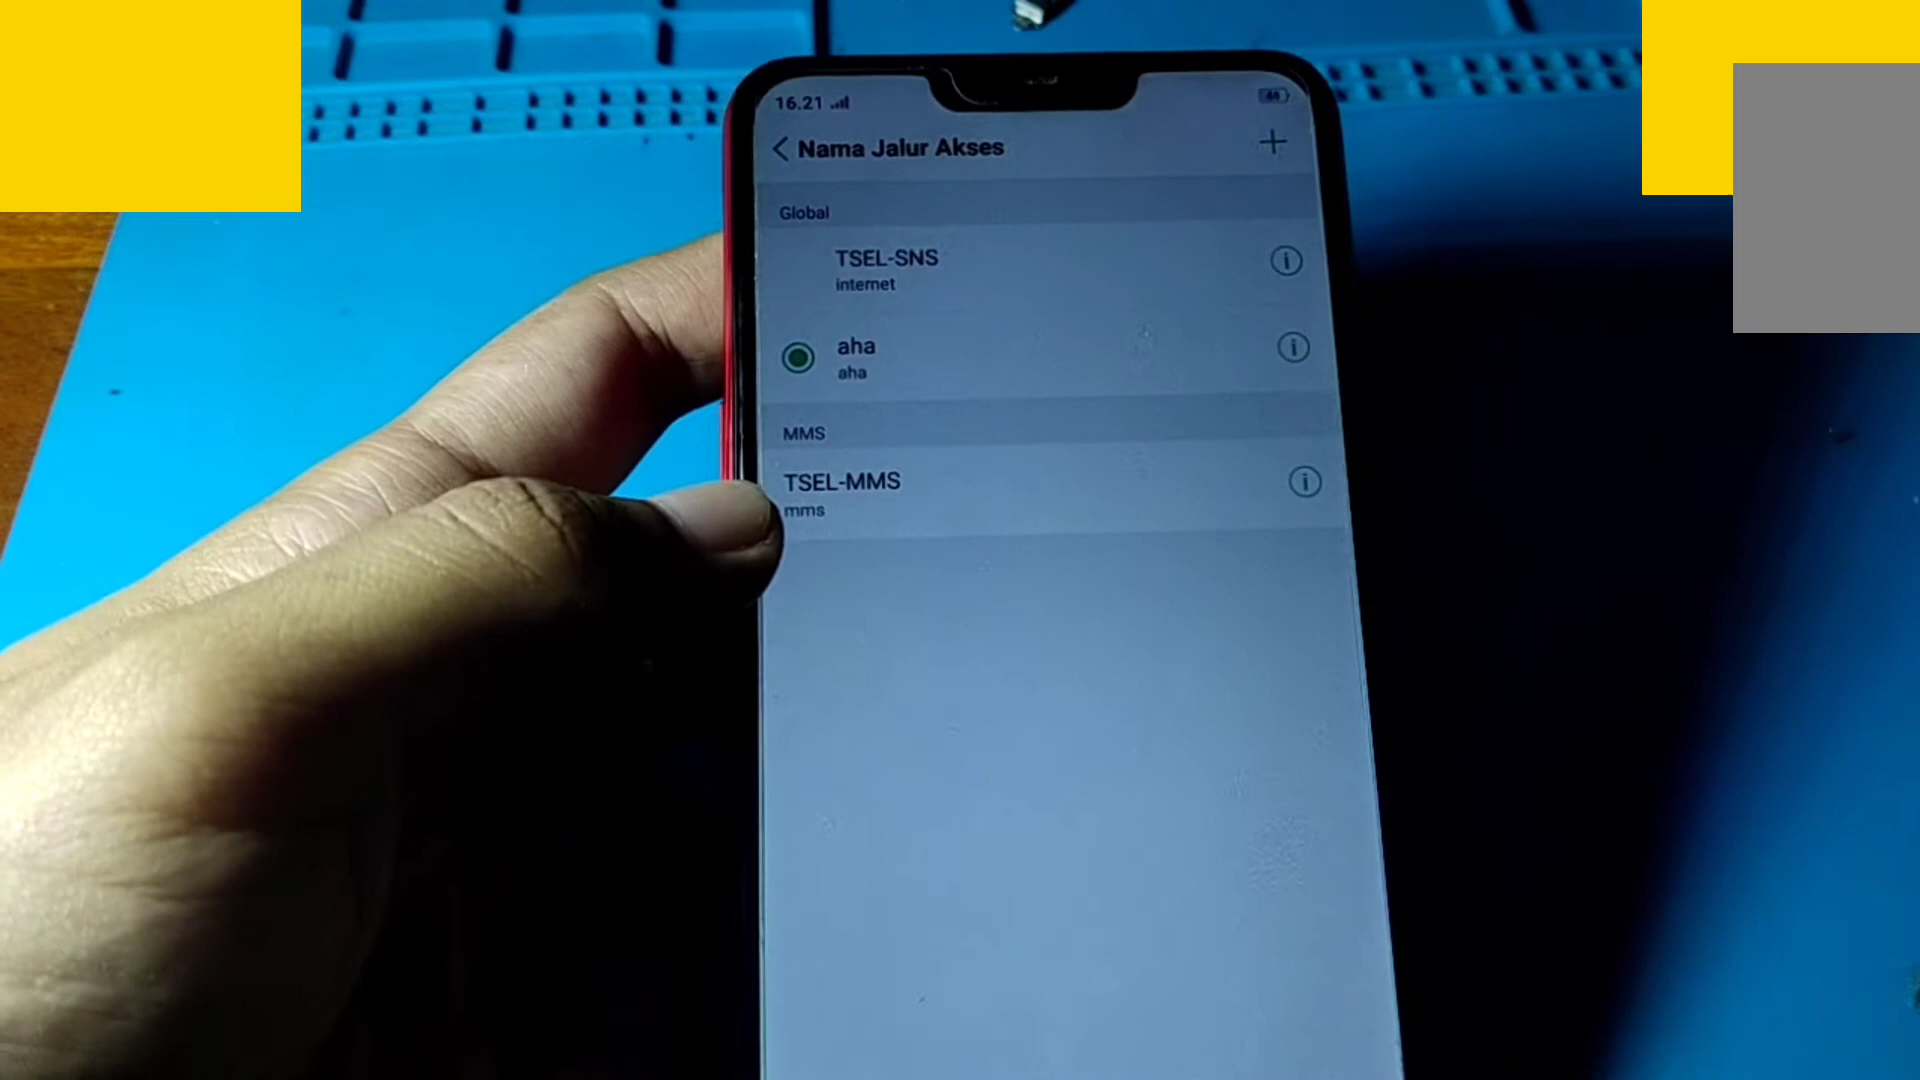 16.21
Nama Jalur Akses
Global
TSEL-SNS
internet
aha
aha
MMS
TSEL-MMS
mms